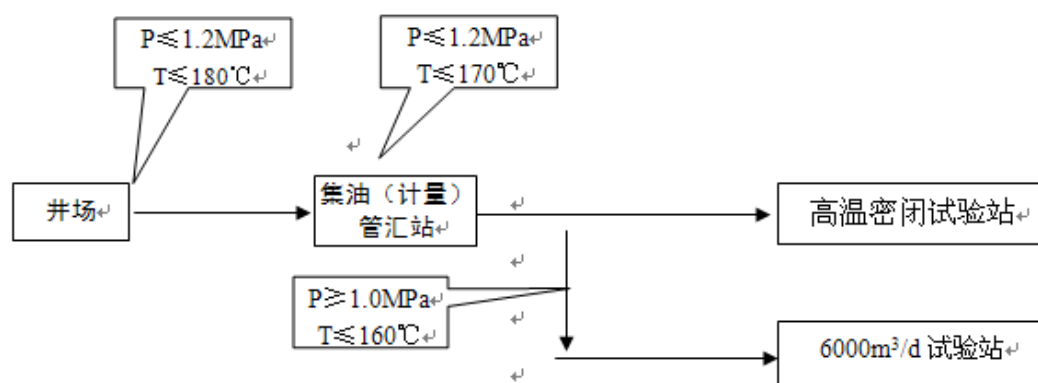 P≤1.2MPa
T≤180℃
P≤1.2MPa
T≤170℃
井场
集油（计量）
管汇站
高温密闭试验站
P≥1.0MPa
T≤160℃
6000m³/d 试验站